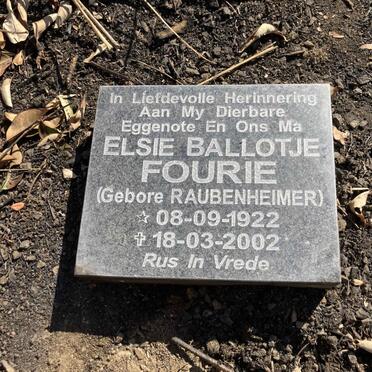 In Liefdevolle Herinnering
Aan My Dierbare
Eggenote En Ons Ma
ELSIE BALLOTJE
FOURIE
(Gebore RAUBENHEIMER)
☆ 08-09-1922
✝ 18-03-2002
Rus In Vrede